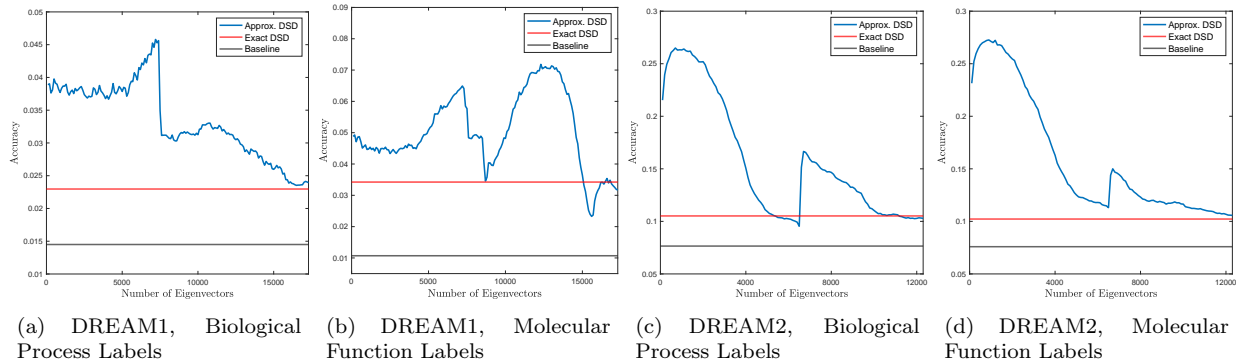 0.05
0.045
0.04
0.035
0.03
0.025
0.02
0.015
0.01
Accuracy
0
5000
10000
15000
Number of Eigenvectors
Approx. DSD
Exact DSD
Baseline
(a) DREAM1, Biological
Process Labels
0.09
0.08
0.07
0.06
0.05
0.04
0.03
0.02
0.01
Accuracy
0
5000
10000
15000
Number of Eigenvectors
Approx. DSD
Exact DSD
Baseline
(b) DREAM1, Molecular
Function Labels
0.3
0.25
0.2
0.15
0.1
0.05
Accuracy
0
4000
8000
12000
Number of Eigenvectors
Approx. DSD
Exact DSD
Baseline
(c) DREAM2, Biological
Process Labels
0.3
0.25
0.2
0.15
0.1
0.05
Accuracy
0
4000
8000
12000
Number of Eigenvectors
Approx. DSD
Exact DSD
Baseline
(d) DREAM2, Molecular
Function Labels